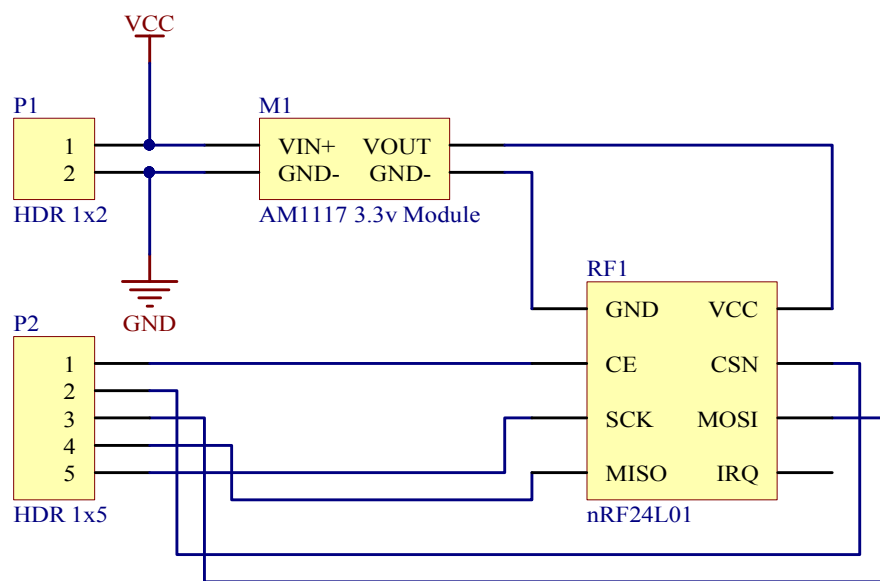 VCC
P1
M1
1
2
VIN+ VOUT
GND- GND-
HDR 1x2
AM1117 3.3v Module
GND
RF1
GND VCC
CE CSN
SCK MOSI
MISO IRQ
nRF24L01
P2
1
2
3
4
5
HDR 1x5